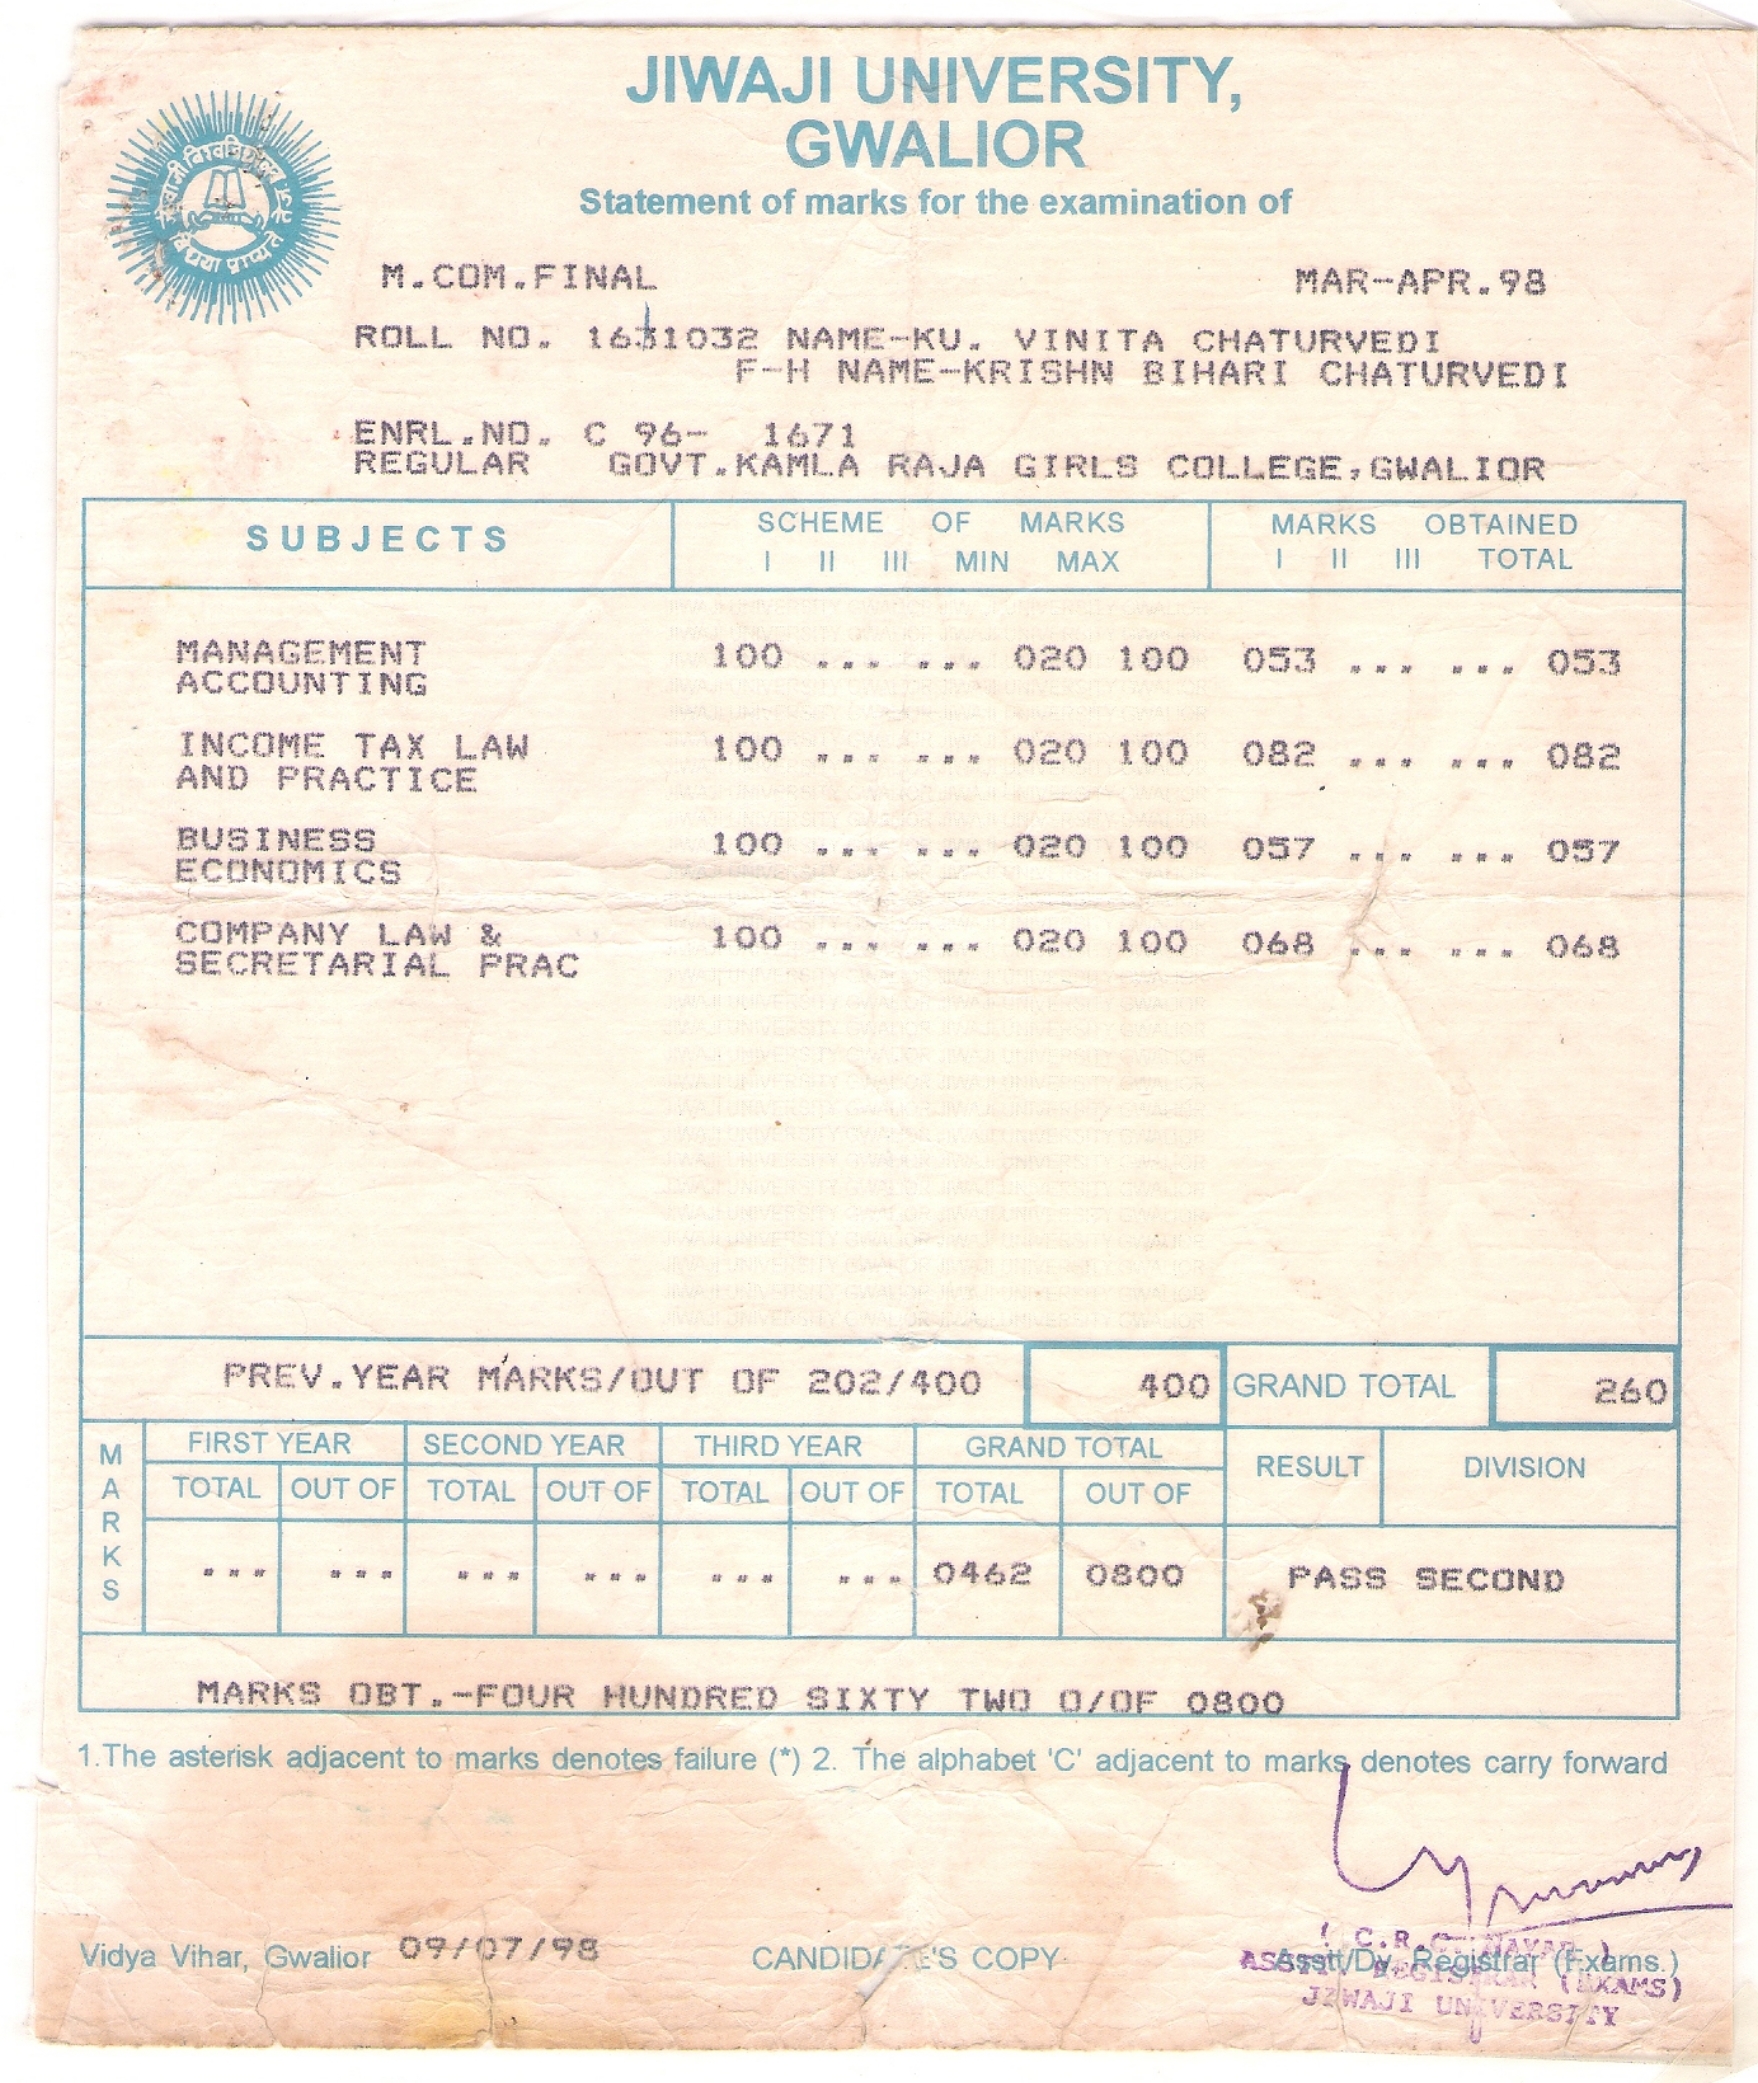 JIWAJI UNIVERSITY,
GWALIOR
Statement of marks for the examination of
M.COM.FINAL MAR-APR.98
ROLL NO. 1631032 NAME-KU. VINITA CHATURVEDI
F-H NAME-KRISHN BIHARI CHATURVEDI
ENRL.NO. C 96- 1671
REGULAR GOVT.KAMLA RAJA GIRLS COLLEGE,GWALIOR
SUBJECTS SCHEME OF MARKS MARKS OBTAINED
I II III MIN MAX I II III TOTAL
MANAGEMENT 100 ... ... 020 100 053 ... ... 053
ACCOUNTING
INCOME TAX LAW 100 ... ... 020 100 082 ... ... 082
AND PRACTICE
BUSINESS 100 ... ... 020 100 057 ... ... 057
ECONOMICS
COMPANY LAW & 100 ... ... 020 100 068 ... ... 068
SECRETARIAL PRAC
PREV.YEAR MARKS/OUT OF 202/400 400 GRAND TOTAL 260
MARKS FIRST YEAR SECOND YEAR THIRD YEAR GRAND TOTAL RESULT DIVISION
TOTAL OUT OF TOTAL OUT OF TOTAL OUT OF TOTAL OUT OF
... ... ... ... ... ... 0462 0800 PASS SECOND
MARKS OBT.-FOUR HUNDRED SIXTY TWO O/OF 0800
1.The asterisk adjacent to marks denotes failure (*) 2. The alphabet 'C' adjacent to marks denotes carry forward
Vidya Vihar, Gwalior 09/07/98 CANDIDATE'S COPY Asstt/Dy. Registrar (Exams.)
ASSTT. REGISTRAR (EXAMS)
JIWAJI UNIVERSITY